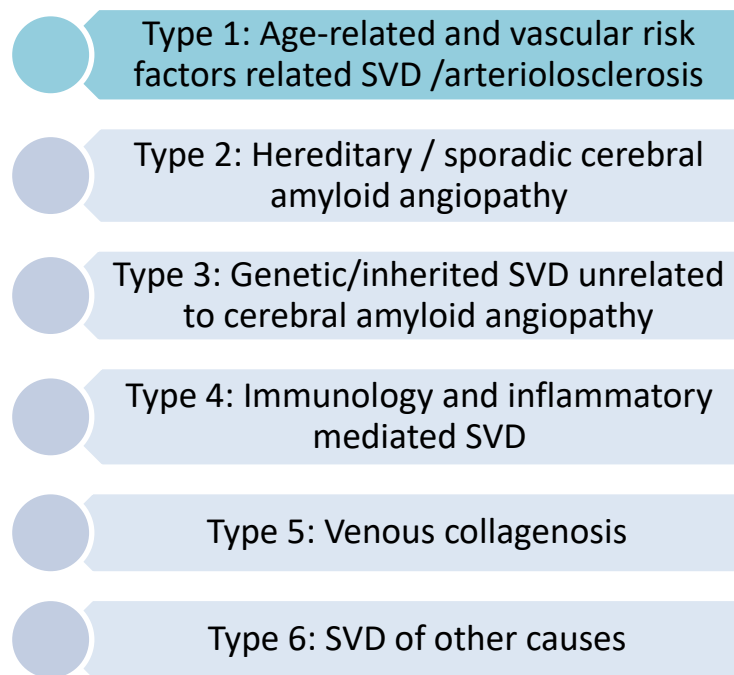 Type 1: Age-related and vascular risk
factors related SVD /arteriolosclerosis
Type 2: Hereditary / sporadic cerebral
amyloid angiopathy
Type 3: Genetic/inherited SVD unrelated
to cerebral amyloid angiopathy
Type 4: Immunology and inflammatory
mediated SVD
Type 5: Venous collagenosis
Type 6: SVD of other causes